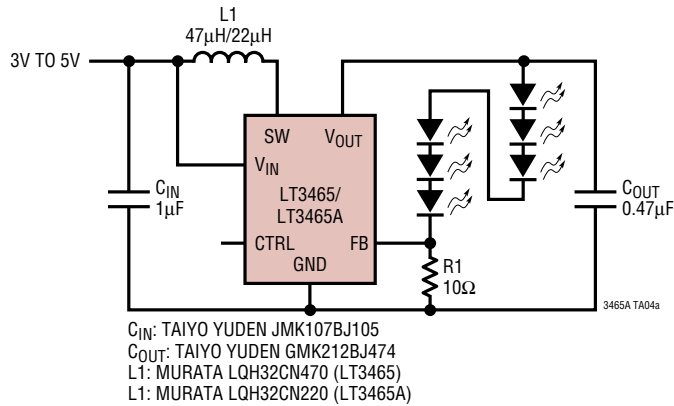 L1
47µH/22µH
3V TO 5V
SW VOUT
VIN
LT3465/
LT3465A
CTRL FB
GND
CIN
1µF
COUT
0.47µF
R1
10Ω
3465A TA04a
CIN: TAIYO YUDEN JMK107BJ105
COUT: TAIYO YUDEN GMK212BJ474
L1: MURATA LQH32CN470 (LT3465)
L1: MURATA LQH32CN220 (LT3465A)